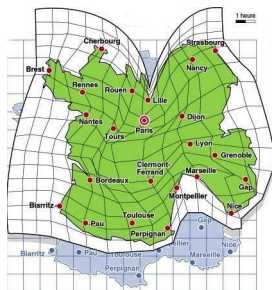 1 heure
Strasbourg
Cherbourg
Brest
Nancy
Rennes
Rouen
Lille
Nantes
Paris
Dijon
Tours
Lyon
Grenoble
Clermont-
Ferrand
Marseille
Bordeaux
Gap
Montpellier
Biarritz
Nice
Pau
Toulouse
Perpignan
Gap
Biarritz
Pau
Toulouse
pellier
Nice
Marseille
Perpignan